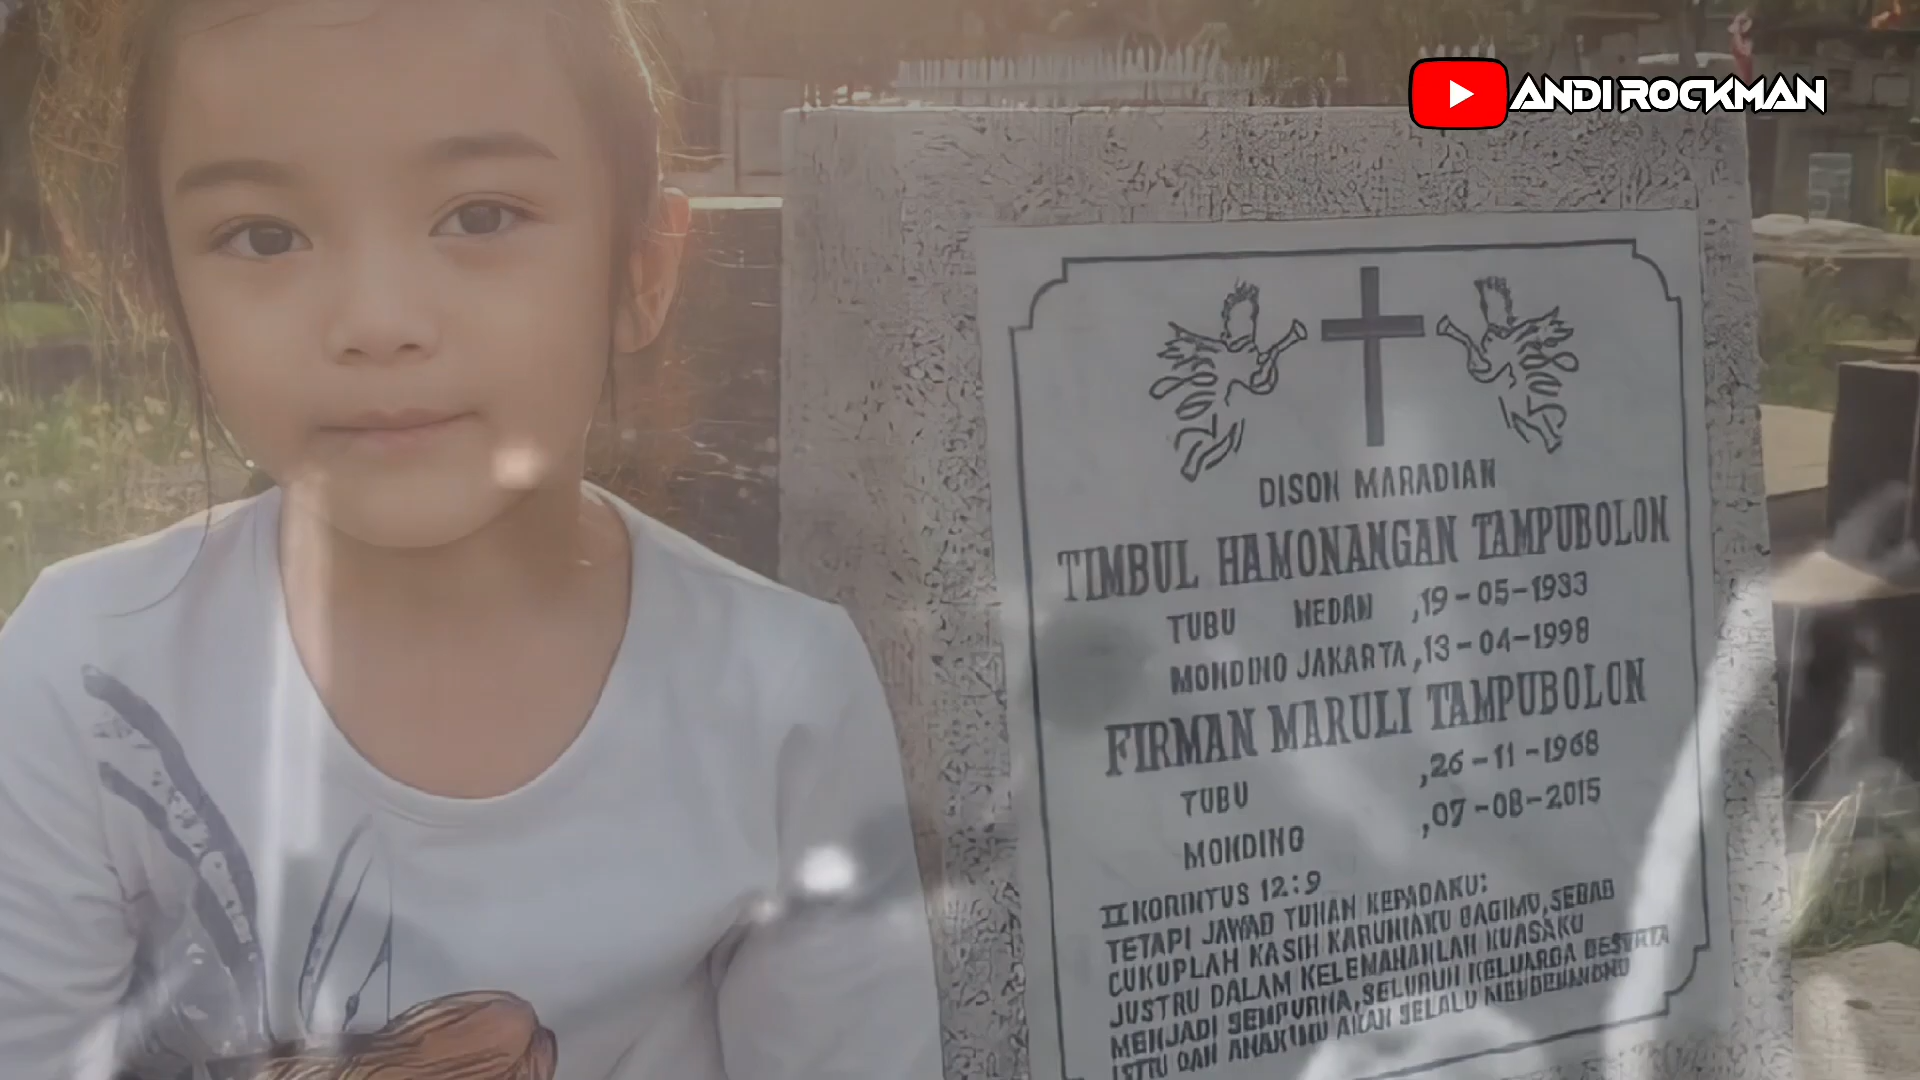 ANDI ROCKMAN
DISON MARADIAN
TIMBUL HAMONANGAN TAMPUBOLON
TUBU MEDAN ,19-05-1933
MONDING JAKARTA ,13-04-1998
FIRMAN MARULI TAMPUBOLON
TUBU ,26-11-1968
MONDING ,07-08-2015
II KORINTUS 12:9
TETAPI JAWAB TUHAN KEPADAKU:
CUKUPLAH KASIH KARUNIAKU BAGIMU, SEBAB
JUSTRU DALAM KELEMAHANLAH KUASAKU
MENJADI SEMPURNA, SELURUH KELUARGA BESERTA
ISTRI DAN ANAKIMU AKAN SELALU MENGENANGMU